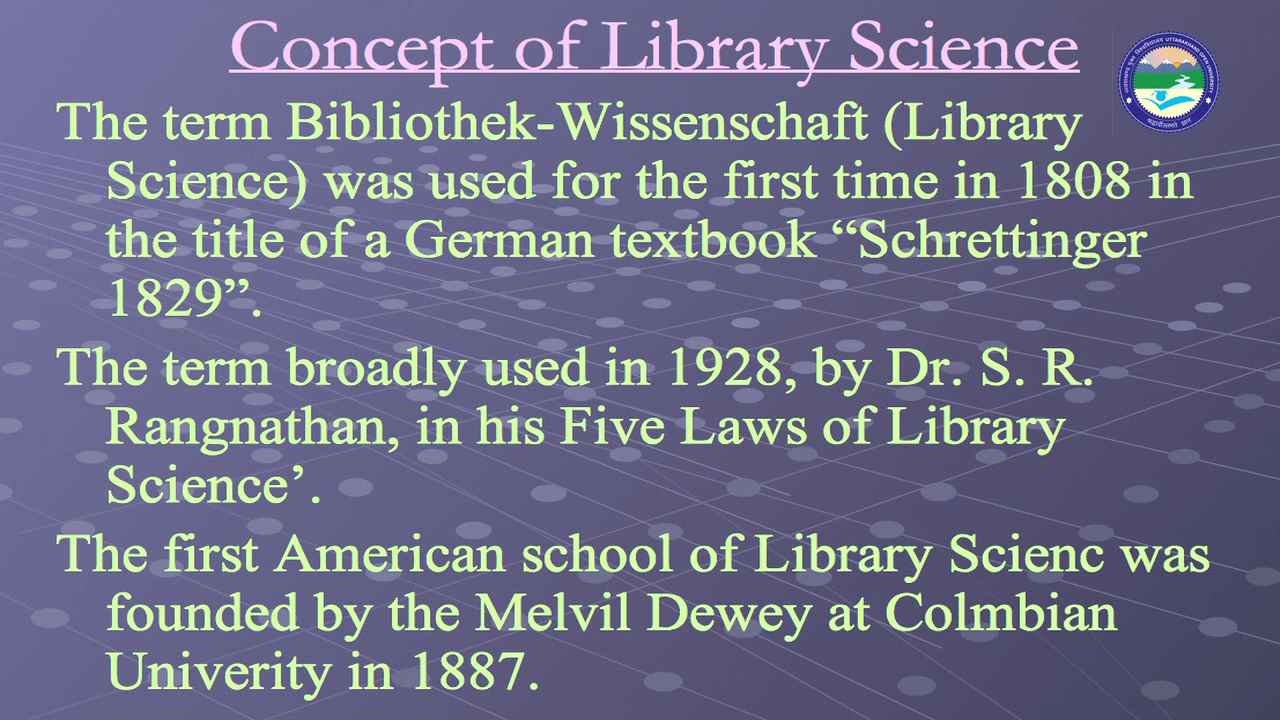 Concept of Library Science
UTTARAKHAND OPEN UNIVERSITY
The term Bibliothek-Wissenschaft (Library
Science) was used for the first time in 1808 in
the title of a German textbook “Schrettinger
1829”.
The term broadly used in 1928, by Dr. S. R.
Rangnathan, in his Five Laws of Library
Science’.
The first American school of Library Scienc was
founded by the Melvil Dewey at Colmbian
Univerity in 1887.